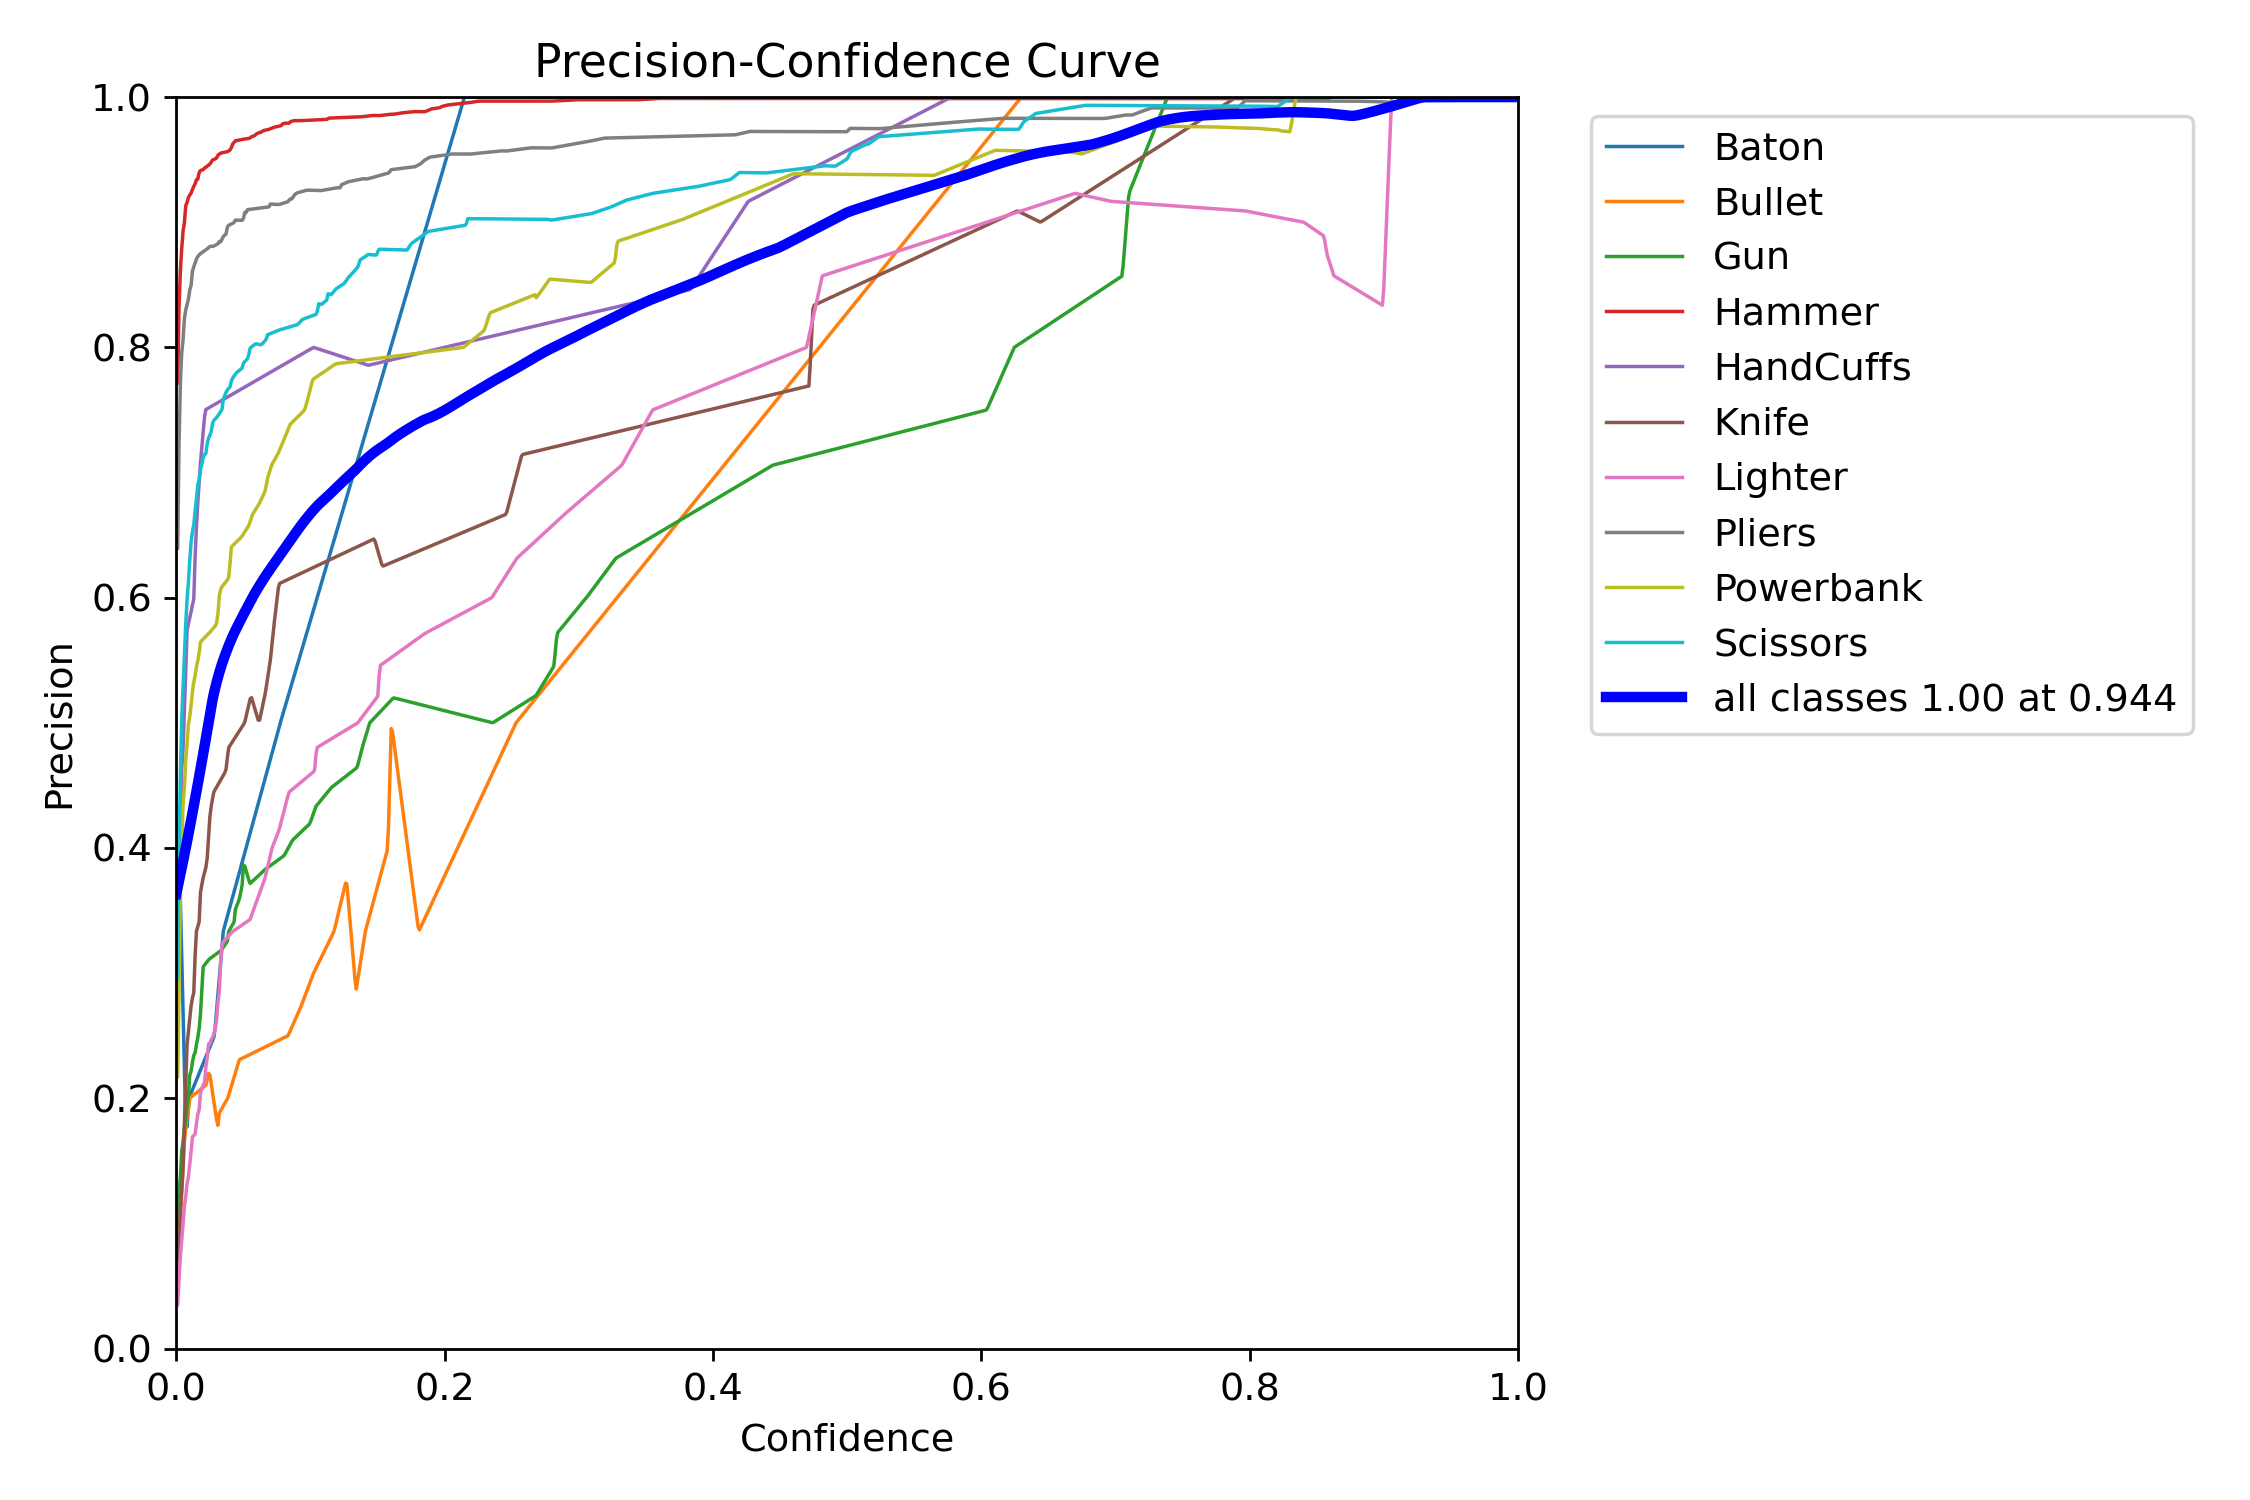 Precision-Confidence Curve
1.0
0.8
0.6
0.4
0.2
0.0
Precision
0.0 0.2 0.4 0.6 0.8 1.0
Confidence
Baton
Bullet
Gun
Hammer
HandCuffs
Knife
Lighter
Pliers
Powerbank
Scissors
all classes 1.00 at 0.944